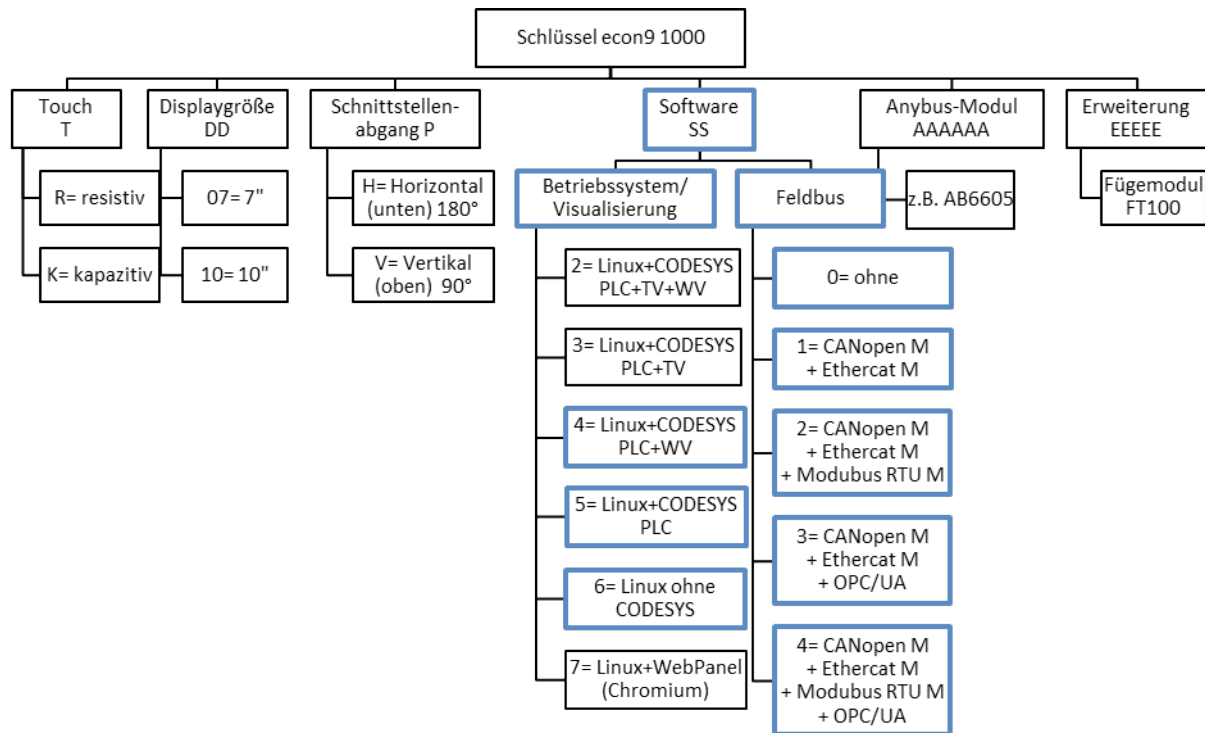 Schlüssel econ9 1000
Touch
T
Displaygröße
DD
Schnittstellen-
abgang P
Software
SS
Anybus-Modul
AAAAAA
Erweiterung
EEEEE
R= resistiv
K= kapazitiv
07= 7"
10= 10"
H= Horizontal
(unten) 180°
V= Vertikal
(oben) 90°
Betriebssystem/
Visualisierung
2= Linux+CODESYS
PLC+TV+WV
3= Linux+CODESYS
PLC+TV
4= Linux+CODESYS
PLC+WV
5= Linux+CODESYS
PLC
6= Linux ohne
CODESYS
7= Linux+WebPanel
(Chromium)
Feldbus
0= ohne
1= CANopen M
+ Ethercat M
2= CANopen M
+ Ethercat M
+ Modubus RTU M
3= CANopen M
+ Ethercat M
+ OPC/UA
4= CANopen M
+ Ethercat M
+ Modubus RTU M
+ OPC/UA
z.B. AB6605
Fügemodul
FT100